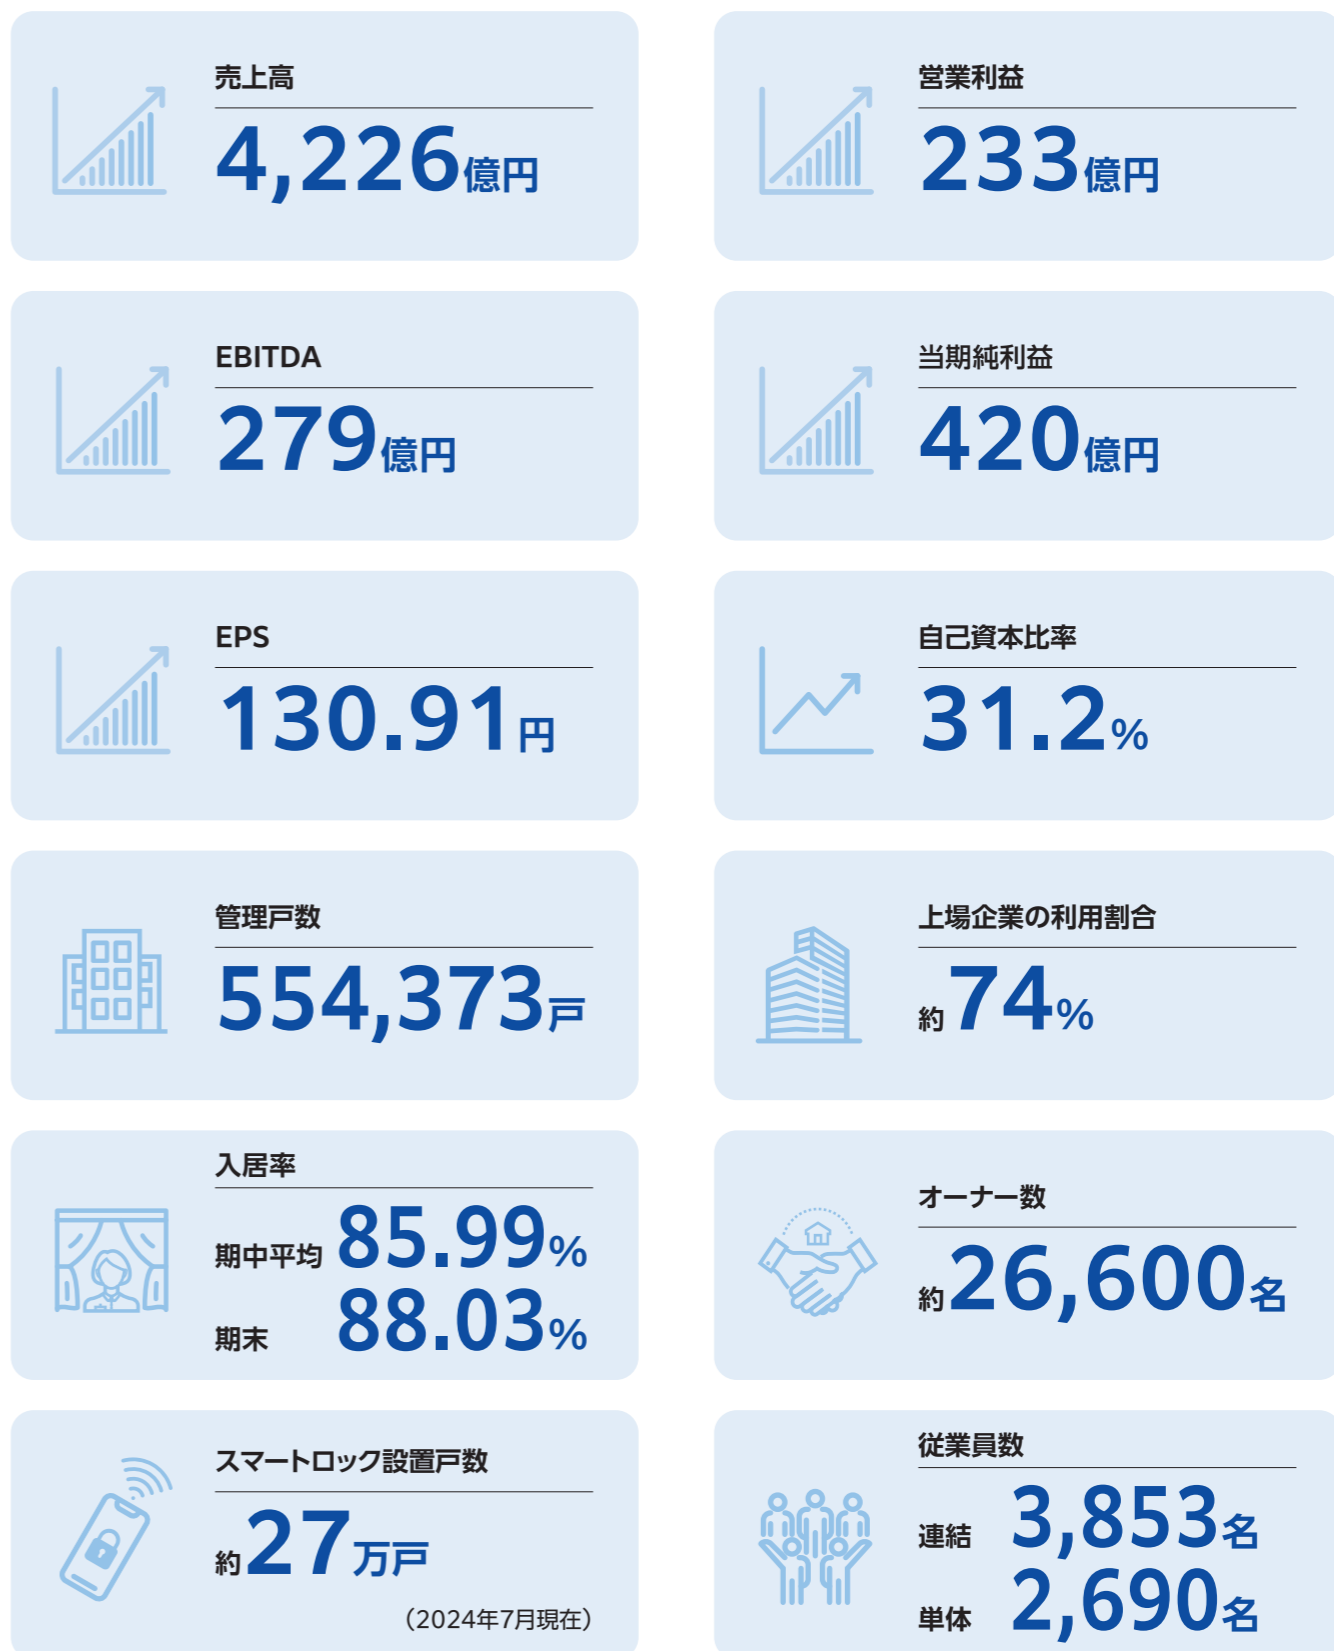 売上高
4,226億円
営業利益
233億円
EBITDA
279億円
当期純利益
420億円
EPS
130.91円
自己資本比率
31.2%
管理戸数
554,373戸
上場企業の利用割合
約74%
入居率
期中平均 85.99%
期末 88.03%
オーナー数
約26,600名
スマートロック設置戸数
約27万戸
（2024年7月現在）
従業員数
連結 3,853名
単体 2,690名